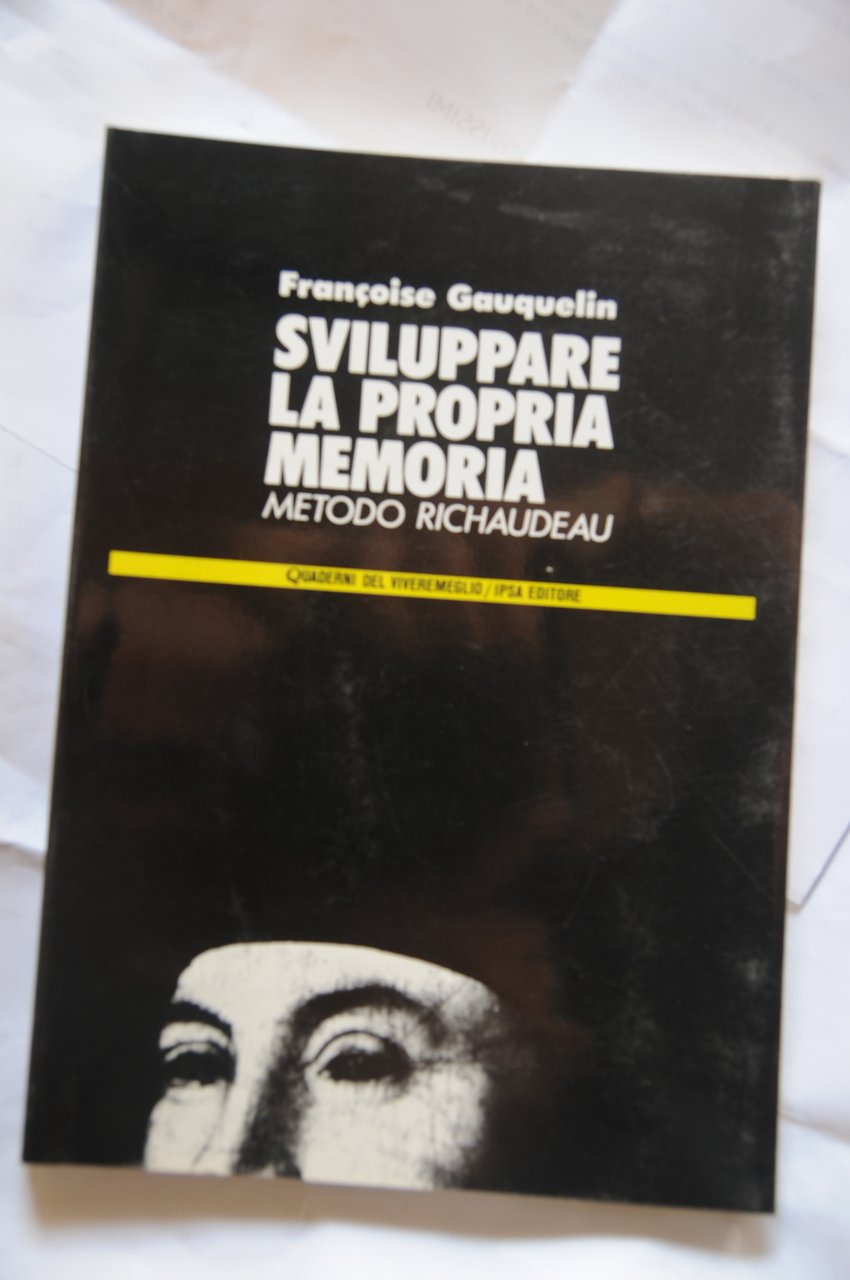 Françoise Gauquelin
SVILUPPARE
LA PROPRIA
MEMORIA
METODO RICHAUDEAU
QUADERNI DEL VIVEREMEGLIO/IPSA EDITORE